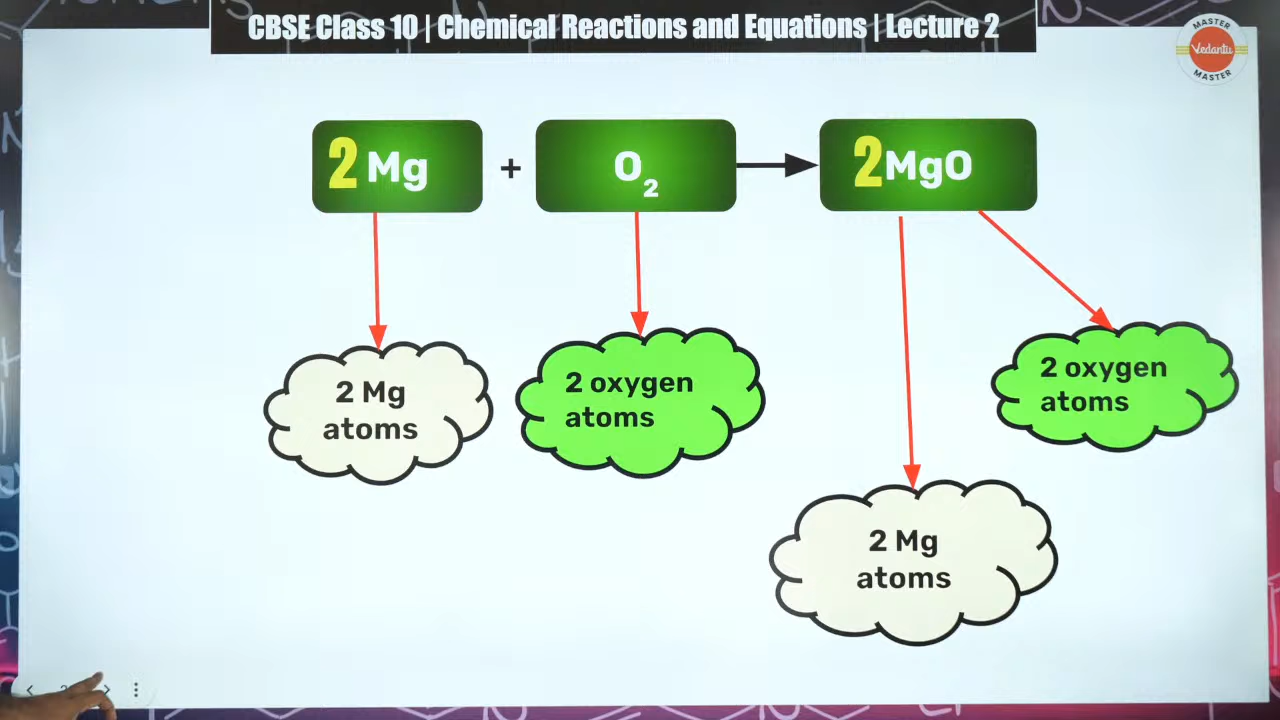 CBSE Class 10 | Chemical Reactions and Equations | Lecture 2
MASTER
Vedantu
MASTER
2 Mg + O2 → 2MgO
2 Mg
atoms
2 oxygen
atoms
2 oxygen
atoms
2 Mg
atoms